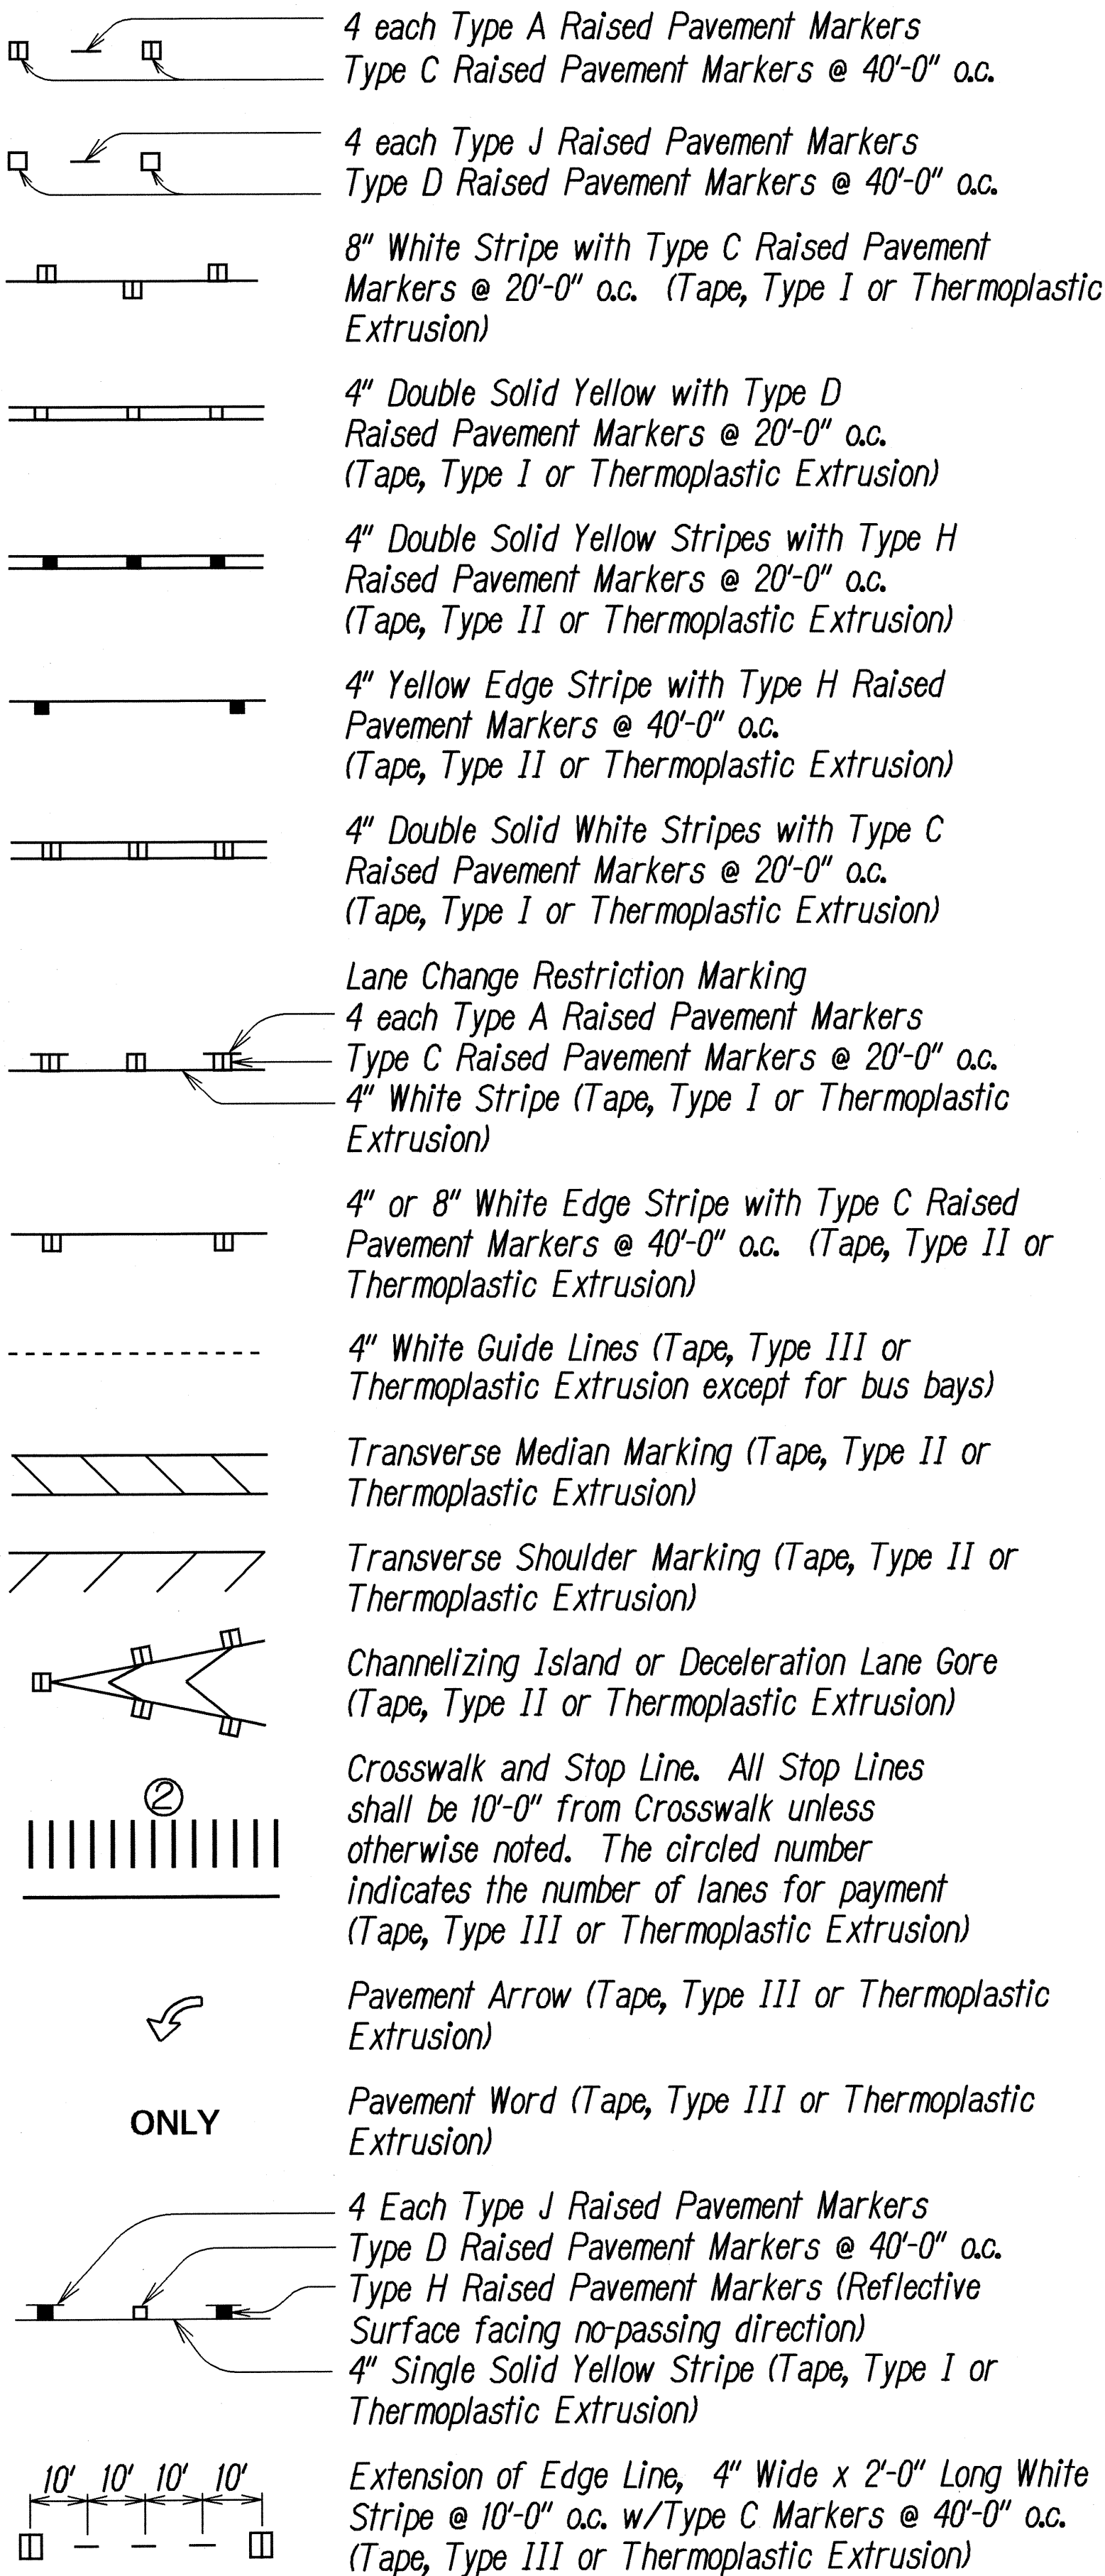 4 each Type A Raised Pavement Markers
Type C Raised Pavement Markers @ 40'-0" o.c.
4 each Type J Raised Pavement Markers
Type D Raised Pavement Markers @ 40'-0" o.c.
8" White Stripe with Type C Raised Pavement
Markers @ 20'-0" o.c. (Tape, Type I or Thermoplastic
Extrusion)
4" Double Solid Yellow with Type D
Raised Pavement Markers @ 20'-0" o.c.
(Tape, Type I or Thermoplastic Extrusion)
4" Double Solid Yellow Stripes with Type H
Raised Pavement Markers @ 20'-0" o.c.
(Tape, Type II or Thermoplastic Extrusion)
4" Yellow Edge Stripe with Type H Raised
Pavement Markers @ 40'-0" o.c.
(Tape, Type II or Thermoplastic Extrusion)
4" Double Solid White Stripes with Type C
Raised Pavement Markers @ 20'-0" o.c.
(Tape, Type I or Thermoplastic Extrusion)
Lane Change Restriction Marking
4 each Type A Raised Pavement Markers
Type C Raised Pavement Markers @ 20'-0" o.c.
4" White Stripe (Tape, Type I or Thermoplastic
Extrusion)
4" or 8" White Edge Stripe with Type C Raised
Pavement Markers @ 40'-0" o.c. (Tape, Type II or
Thermoplastic Extrusion)
4" White Guide Lines (Tape, Type III or
Thermoplastic Extrusion except for bus bays)
Transverse Median Marking (Tape, Type II or
Thermoplastic Extrusion)
Transverse Shoulder Marking (Tape, Type II or
Thermoplastic Extrusion)
Channelizing Island or Deceleration Lane Gore
(Tape, Type II or Thermoplastic Extrusion)
2
Crosswalk and Stop Line. All Stop Lines
shall be 10'-0" from Crosswalk unless
otherwise noted. The circled number
indicates the number of lanes for payment
(Tape, Type III or Thermoplastic Extrusion)
Pavement Arrow (Tape, Type III or Thermoplastic
Extrusion)
ONLY
Pavement Word (Tape, Type III or Thermoplastic
Extrusion)
4 Each Type J Raised Pavement Markers
Type D Raised Pavement Markers @ 40'-0" o.c.
Type H Raised Pavement Markers (Reflective
Surface facing no-passing direction)
4" Single Solid Yellow Stripe (Tape, Type I or
Thermoplastic Extrusion)
10' 10' 10' 10'
Extension of Edge Line, 4" Wide x 2'-0" Long White
Stripe @ 10'-0" o.c. w/Type C Markers @ 40'-0" o.c.
(Tape, Type III or Thermoplastic Extrusion)